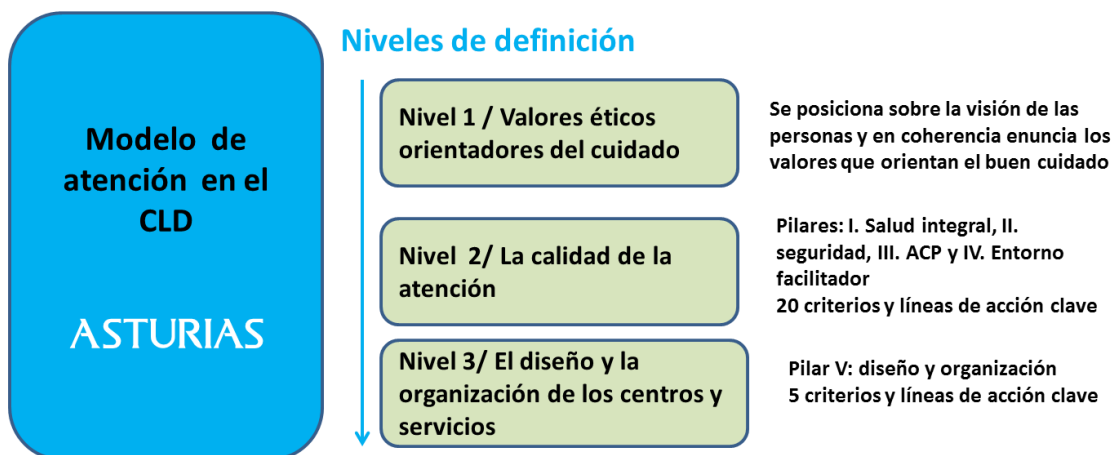 Modelo de
atención en el
CLD
ASTURIAS
Niveles de definición
Nivel 1 / Valores éticos
orientadores del cuidado
Se posiciona sobre la visión de las
personas y en coherencia enuncia los
valores que orientan el buen cuidado
Nivel 2/ La calidad de la
atención
Pilares: I. Salud integral, II.
seguridad, III. ACP y IV. Entorno
facilitador
20 criterios y líneas de acción clave
Nivel 3/ El diseño y la
organización de los centros y
servicios
Pilar V: diseño y organización
5 criterios y líneas de acción clave